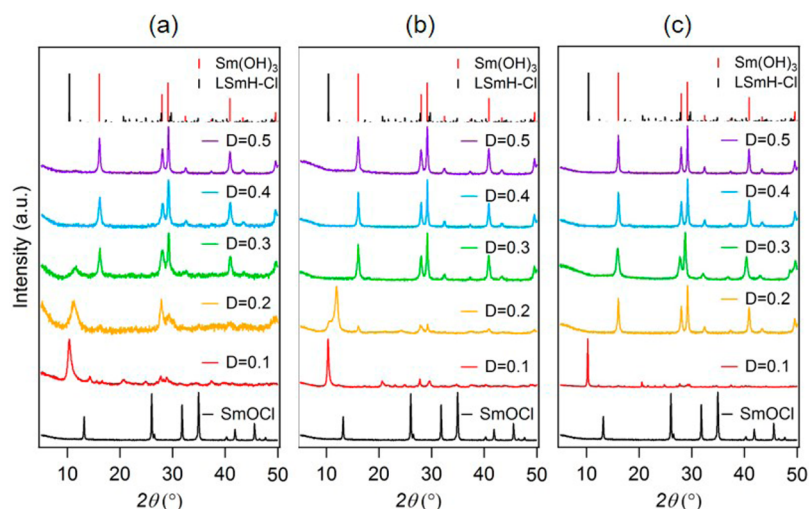 (a)
(b)
(c)
Intensity (a.u.)
Sm(OH)3
LSmH-Cl
D=0.5
D=0.4
D=0.3
D=0.2
D=0.1
SmOCl
10 20 30 40 50
2θ (°)
Sm(OH)3
LSmH-Cl
D=0.5
D=0.4
D=0.3
D=0.2
D=0.1
SmOCl
10 20 30 40 50
2θ (°)
Sm(OH)3
LSmH-Cl
D=0.5
D=0.4
D=0.3
D=0.2
D=0.1
SmOCl
10 20 30 40 50
2θ (°)